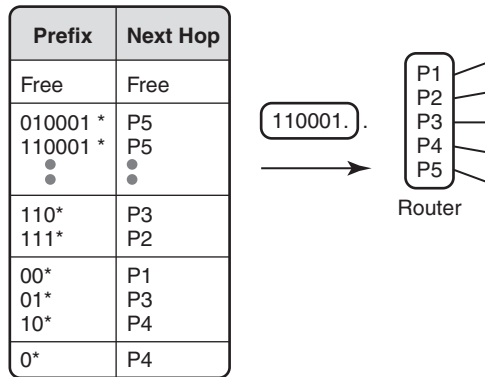 Prefix Next Hop
Free Free
010001 * P5
110001 * P5
110* P3
111* P2
00* P1
01* P3
10* P4
0* P4
110001. .
P1
P2
P3
P4
P5
Router